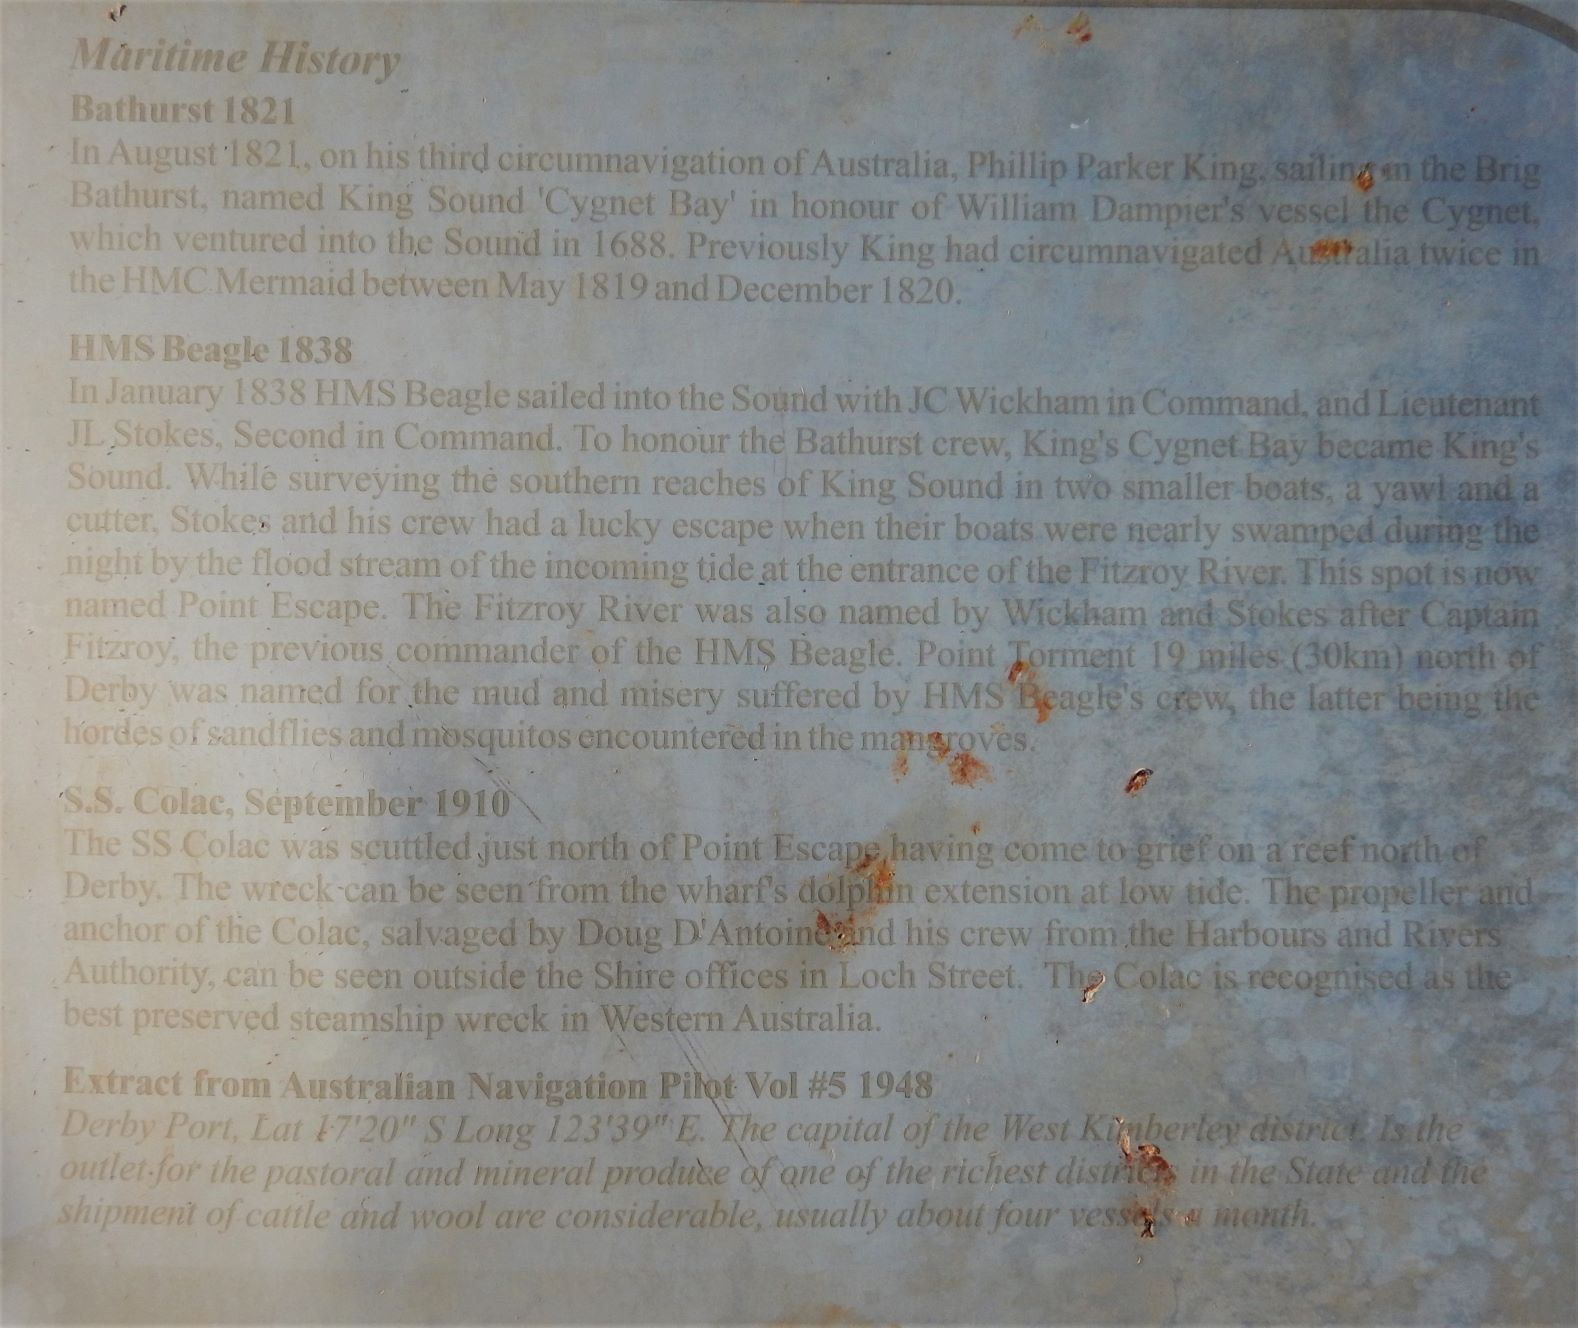 Maritime History
Bathurst 1821
In August 1821, on his third circumnavigation of Australia, Phillip Parker King, sailing in the Brig
Bathurst, named King Sound 'Cygnet Bay' in honour of William Dampier's vessel the Cygnet,
which ventured into the Sound in 1688. Previously King had circumnavigated Australia twice in
the HMC Mermaid between May 1819 and December 1820.
HMS Beagle 1838
In January 1838 HMS Beagle sailed into the Sound with JC Wickham in Command, and Lieutenant
JL Stokes, Second in Command. To honour the Bathurst crew, King's Cygnet Bay became King's
Sound. While surveying the southern reaches of King Sound in two smaller boats, a yawl and a
cutter, Stokes and his crew had a lucky escape when their boats were nearly swamped during the
night by the flood stream of the incoming tide at the entrance of the Fitzroy River. This spot is now
named Point Escape. The Fitzroy River was also named by Wickham and Stokes after Captain
Fitzroy, the previous commander of the HMS Beagle. Point Torment 19 miles (30km) north of
Derby was named for the mud and misery suffered by HMS Beagle's crew, the latter being the
hordes of sandflies and mosquitos encountered in the mangroves.
S.S. Colac, September 1910
The SS Colac was scuttled just north of Point Escape having come to grief on a reef north of
Derby. The wreck can be seen from the wharf's dolphin extension at low tide. The propeller and
anchor of the Colac, salvaged by Doug D'Antoine and his crew from the Harbours and Rivers
Authority, can be seen outside the Shire offices in Loch Street. The Colac is recognised as the
best preserved steamship wreck in Western Australia.
Extract from Australian Navigation Pilot Vol #5 1948
Derby Port, Lat 17'20" S Long 123'39" E. The capital of the West Kimberley district. Is the
outlet for the pastoral and mineral produce of one of the richest districts in the State and the
shipment of cattle and wool are considerable, usually about four vessels a month.